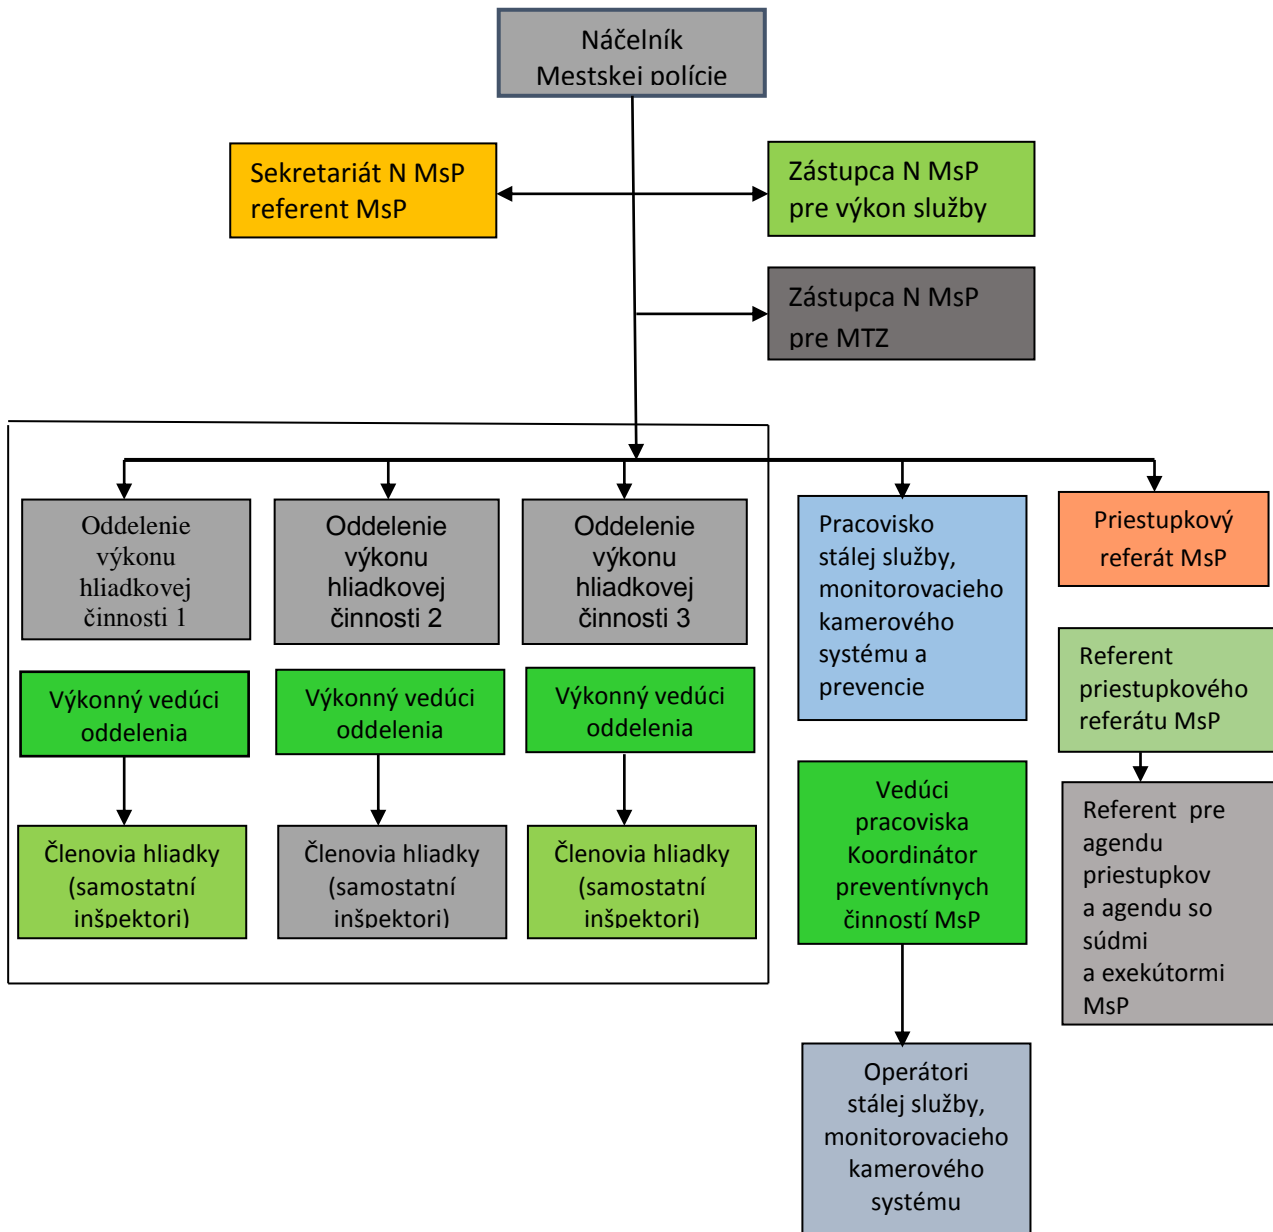 Náčelník
Mestskej polície
Sekretariát N MsP
referent MsP
Zástupca N MsP
pre výkon služby
Zástupca N MsP
pre MTZ
Oddelenie
výkonu
hliadkovej
činnosti 1
Oddelenie
výkonu
hliadkovej
činnosti 2
Oddelenie
výkonu
hliadkovej
činnosti 3
Pracovisko
stálej služby,
monitorovacieho
kamerového
systému a
prevencie
Priestupkový
referát MsP
Výkonný vedúci
oddelenia
Výkonný vedúci
oddelenia
Výkonný vedúci
oddelenia
Referent
priestupkového
referátu MsP
Vedúci
pracoviska
Koordinátor
preventívnych
činností MsP
Členovia hliadky
(samostatní
inšpektori)
Členovia hliadky
(samostatní
inšpektori)
Členovia hliadky
(samostatní
inšpektori)
Referent  pre
agendu
priestupkov
a agendu so
súdmi
a exekútormi
MsP
Operátori
stálej služby,
monitorovacieho
kamerového
systému